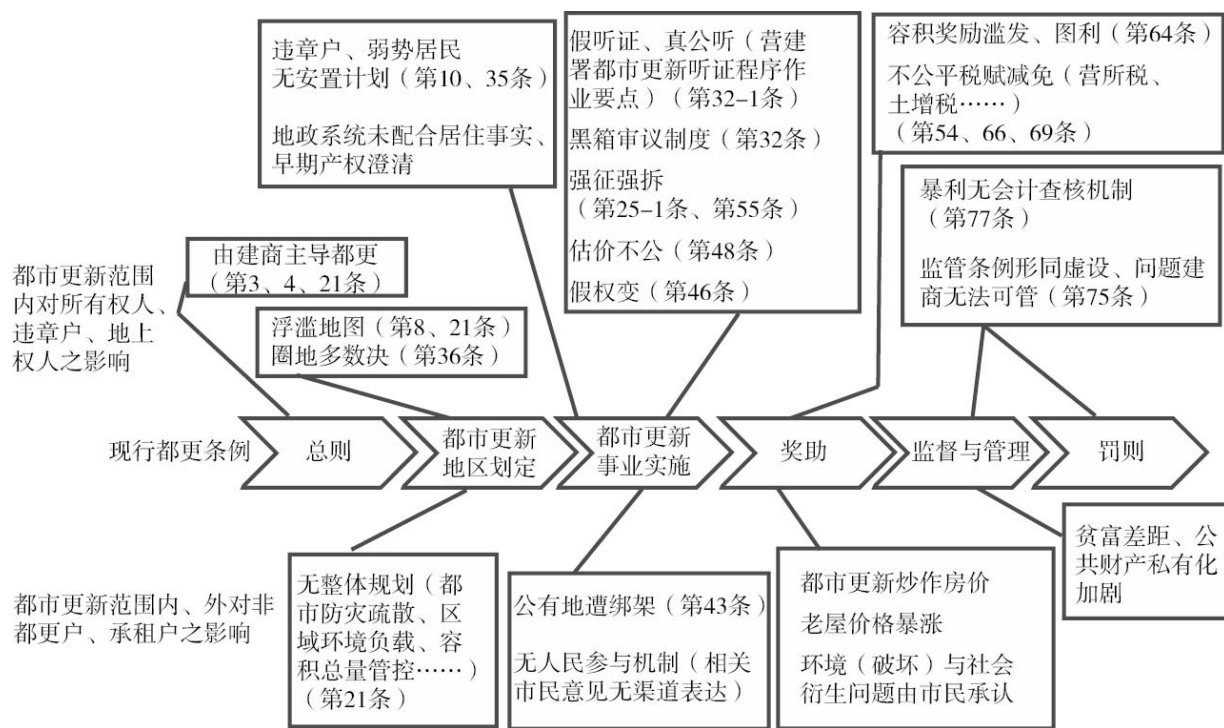 违章户、弱势居民
无安置计划（第10、35条）
地政系统未配合居住事实、
早期产权澄清
假听证、真公听（营建
署都市更新听证程序作
业要点）（第32-1条）
黑箱审议制度（第32条）
强征强拆
（第25-1条、第55条）
估价不公（第48条）
假权变（第46条）
容积奖励滥发、图利（第64条）
不公平税赋减免（营所税、
土增税……）
（第54、66、69条）
暴利无会计查核机制
（第77条）
监管条例形同虚设、问题建
商无法可管（第75条）
都市更新范围
内对所有权人、
违章户、地上
权人之影响
由建商主导都更
（第3、4、21条）
浮滥地图（第8、21条）
圈地多数决（第36条）
现行都更条例
总则
都市更新
地区划定
都市更新
事业实施
奖助
监督与管理
罚则
都市更新范围内、外对非
都更户、承租户之影响
无整体规划（都
市防灾疏散、区
域环境负载、容
积总量管控……）
（第21条）
公有地遭绑架（第43条）
无人民参与机制（相关
市民意见无渠道表达）
都市更新炒作房价
老屋价格暴涨
环境（破坏）与社会
衍生问题由市民承认
贫富差距、公
共财产私有化
加剧